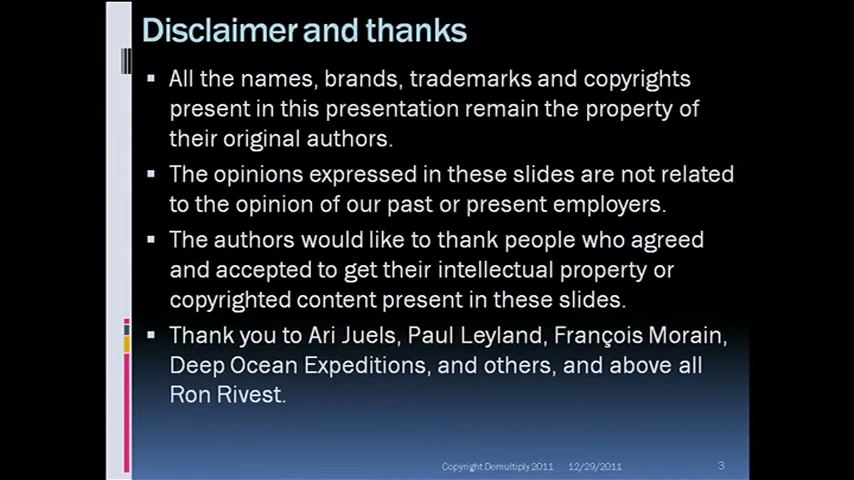 Disclaimer and thanks
All the names, brands, trademarks and copyrights
present in this presentation remain the property of
their original authors.
The opinions expressed in these slides are not related
to the opinion of our past or present employers.
The authors would like to thank people who agreed
and accepted to get their intellectual property or
copyrighted content present in these slides.
Thank you to Ari Juels, Paul Leyland, François Morain,
Deep Ocean Expeditions, and others, and above all
Ron Rivest.
Copyright Demultiply 2011 12/29/2011 3